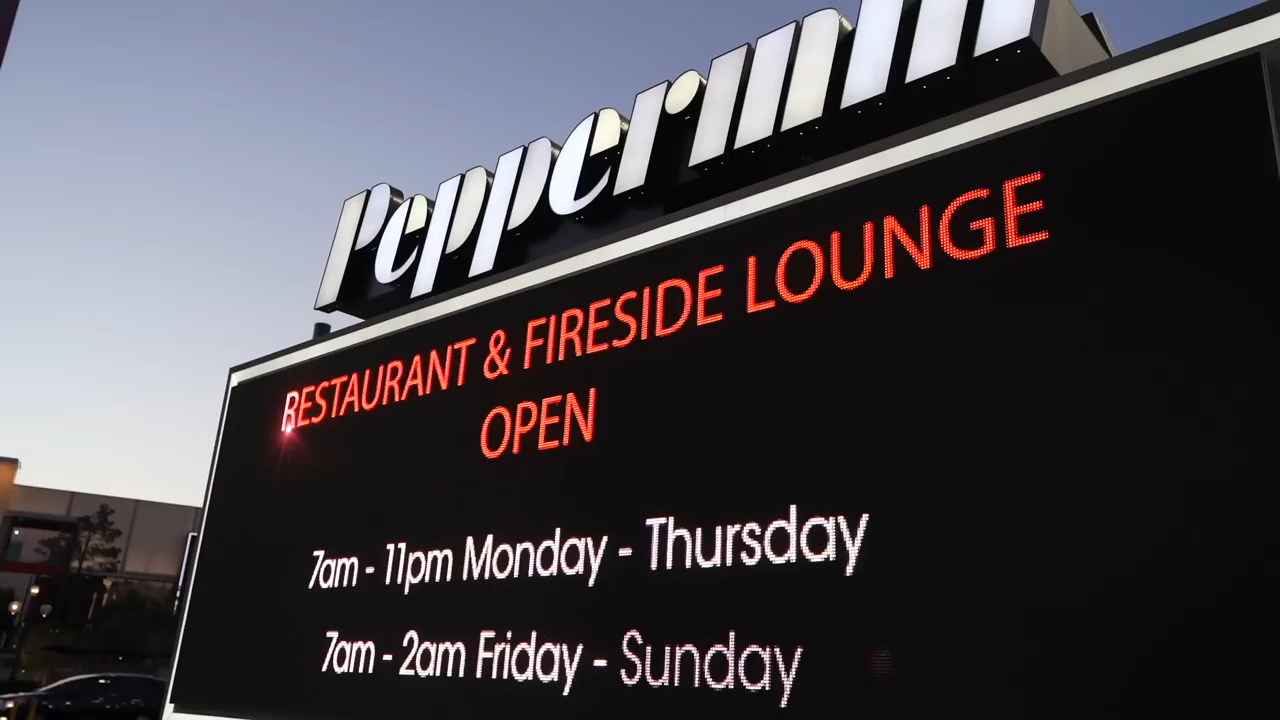 Peppermill
RESTAURANT & FIRESIDE LOUNGE
OPEN
7am - 11pm Monday - Thursday
7am - 2am Friday - Sunday